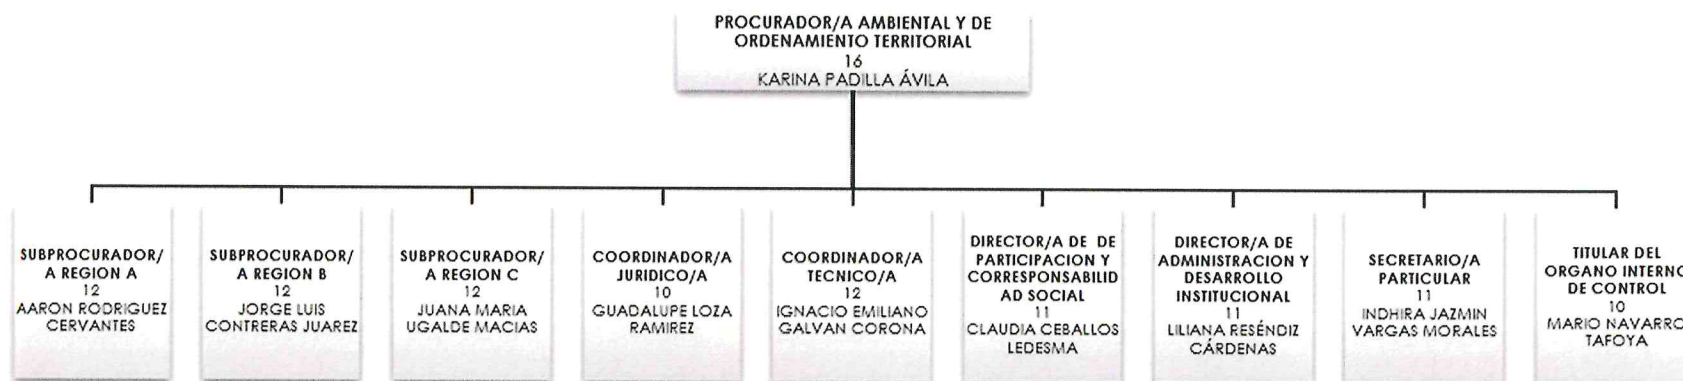 PROCURADOR/A AMBIENTAL Y DE
ORDENAMIENTO TERRITORIAL
16
KARINA PADILLA ÁVILA
SUBPROCURADOR/
A REGION A
12
AARON RODRIGUEZ
CERVANTES
SUBPROCURADOR/
A REGION B
12
JORGE LUIS
CONTRERAS JUAREZ
SUBPROCURADOR/
A REGION C
12
JUANA MARIA
UGALDE MACIAS
COORDINADOR/A
JURIDICO/A
10
GUADALUPE LOZA
RAMIREZ
COORDINADOR/A
TECNICO/A
12
IGNACIO EMILIANO
GALVAN CORONA
DIRECTOR/A DE DE
PARTICIPACION Y
CORRESPONSABILID
AD SOCIAL
11
CLAUDIA CEBALLOS
LEDESMA
DIRECTOR/A DE
ADMINISTRACION Y
DESARROLLO
INSTITUCIONAL
11
LILIANA RESÉNDIZ
CÁRDENAS
SECRETARIO/A
PARTICULAR
11
INDHIRA JAZMIN
VARGAS MORALES
TITULAR DEL
ORGANO INTERNO
DE CONTROL
10
MARIO NAVARRO
TAFOYA